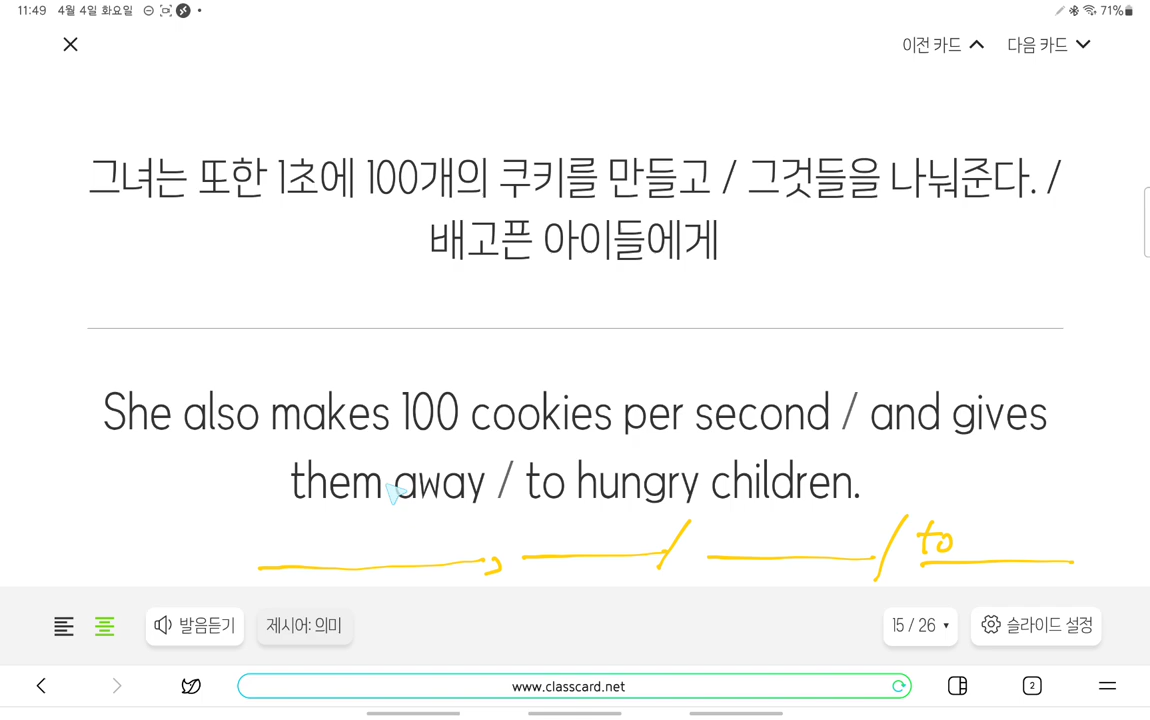 11:49 4월 4일 화요일 71%
이전 카드 다음 카드
그녀는 또한 1초에 100개의 쿠키를 만들고 / 그것들을 나눠준다. /
배고픈 아이들에게
She also makes 100 cookies per second / and gives
them away / to hungry children.
to
발음듣기 제시어: 의미 15 / 26 슬라이드 설정
www.classcard.net 2